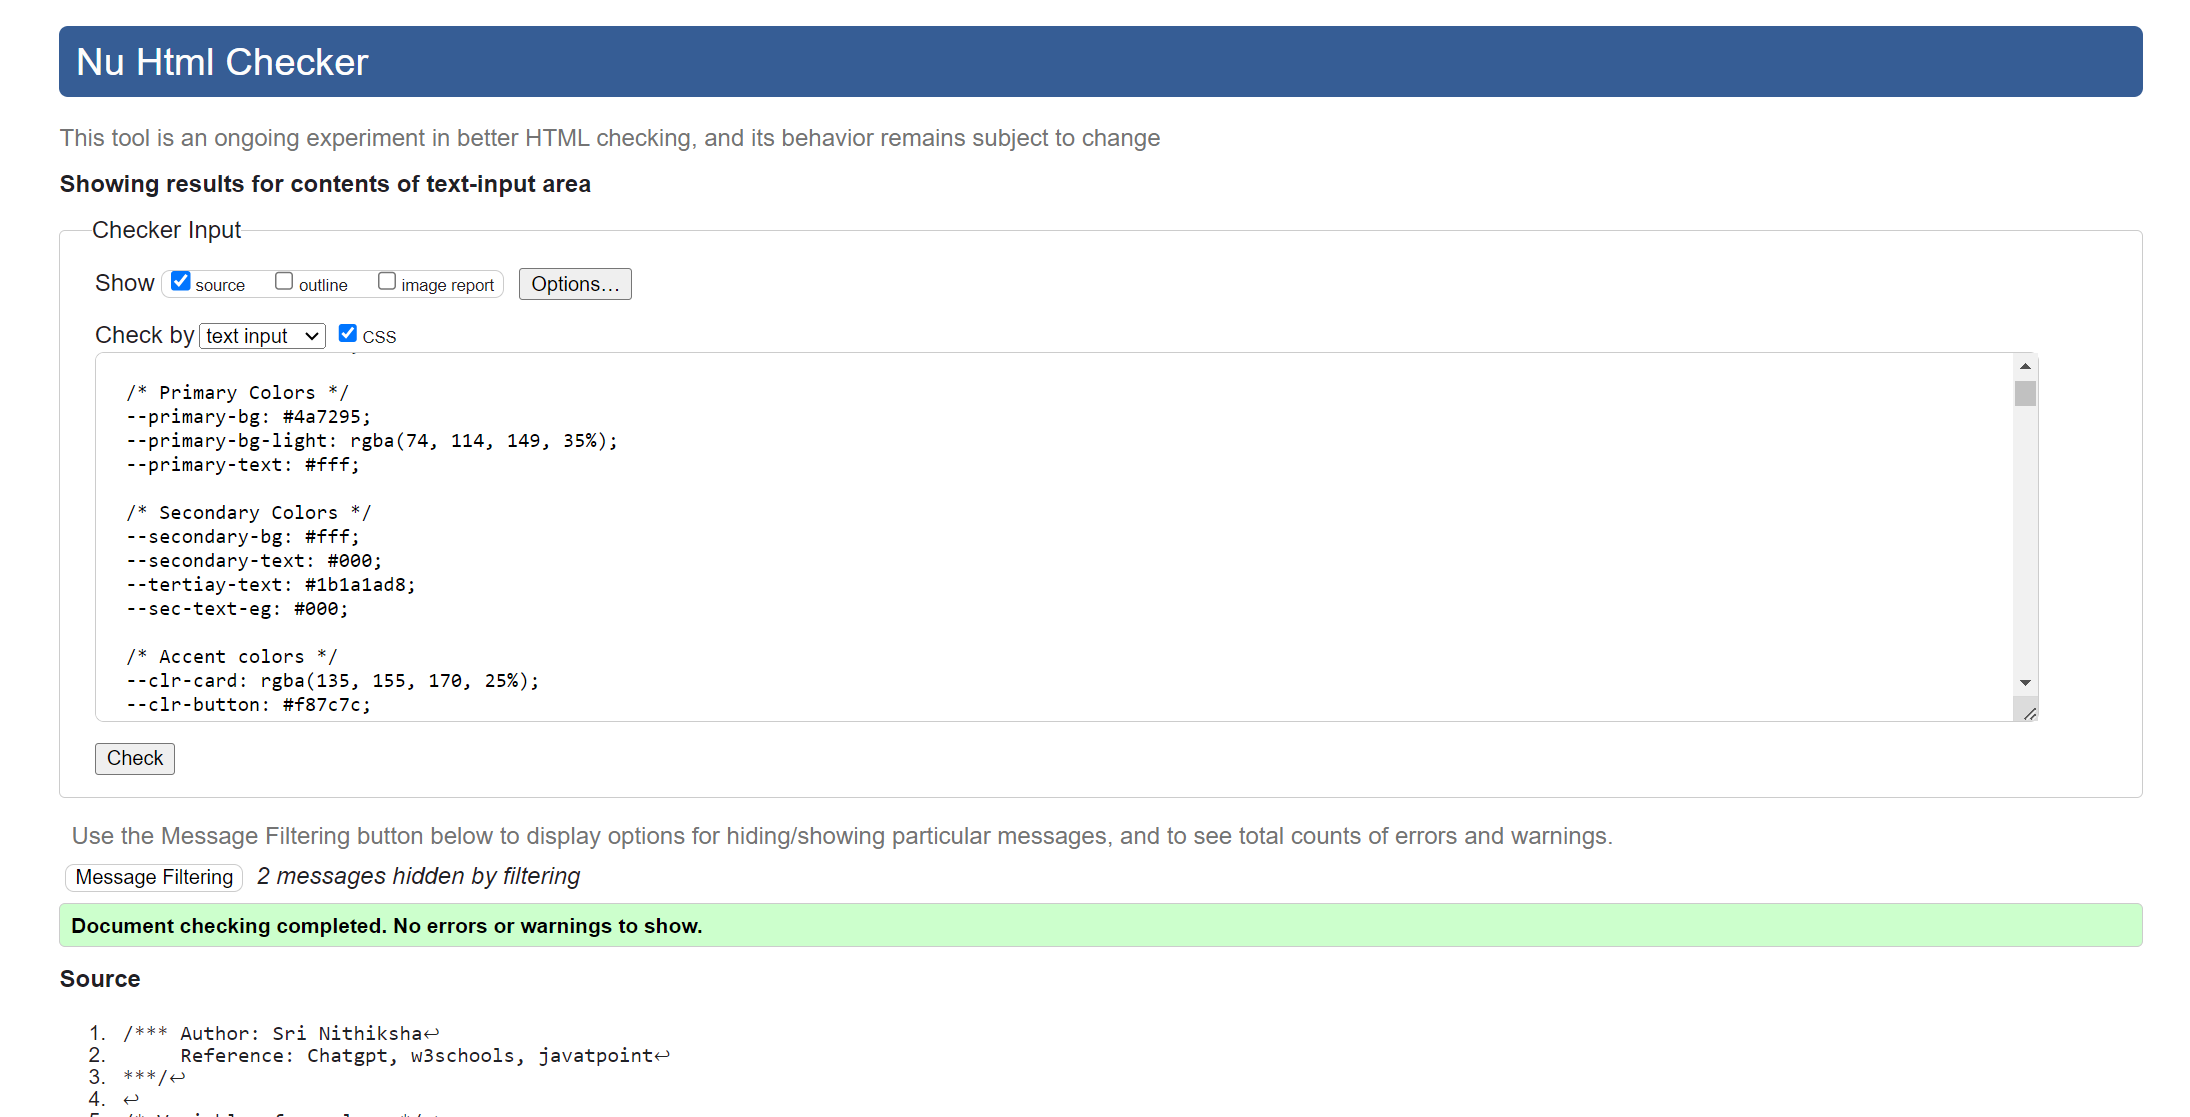 Nu Html Checker
This tool is an ongoing experiment in better HTML checking, and its behavior remains subject to change
Showing results for contents of text-input area
Checker Input
Show source outline image report Options...
Check by text input CSS
/* Primary Colors */
--primary-bg: #4a7295;
--primary-bg-light: rgba(74, 114, 149, 35%);
--primary-text: #fff;
/* Secondary Colors */
--secondary-bg: #fff;
--secondary-text: #000;
--tertiay-text: #1b1a1ad8;
--sec-text-eg: #000;
/* Accent colors */
--clr-card: rgba(135, 155, 170, 25%);
--clr-button: #f87c7c;
Check
Use the Message Filtering button below to display options for hiding/showing particular messages, and to see total counts of errors and warnings.
Message Filtering 2 messages hidden by filtering
Document checking completed. No errors or warnings to show.
Source
1. /*** Author: Sri Nithiksha↩
2. Reference: Chatgpt, w3schools, javatpoint↩
3. ***/↩
4. ↩